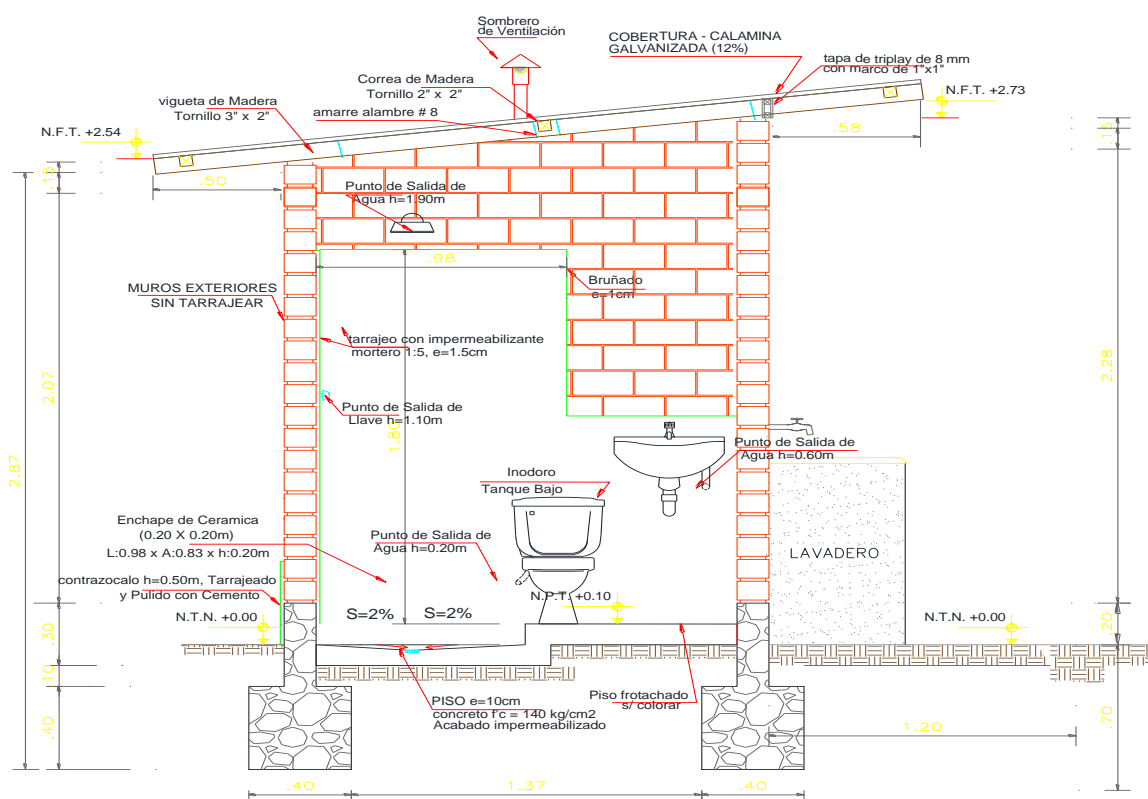 Sombrero
de Ventilación
COBERTURA - CALAMINA
GALVANIZADA (12%)
tapa de triplay de 8 mm
con marco de 1"x1"
Correa de Madera
Tornillo 2" x 2"
vigueta de Madera
Tornillo 3" x 2"
amarre alambre # 8
N.F.T. +2.54
N.F.T. +2.73
.58
.15
.15
.50
Punto de Salida de
Agua h=1.90m
.98
Bruñado
e=1cm
MUROS EXTERIORES
SIN TARRAJEAR
tarrajeo con impermeabilizante
mortero 1:5, e=1.5cm
2.07
2.28
Punto de Salida de
Llave h=1.10m
1.80
2.87
Punto de Salida de
Agua h=0.60m
Inodoro
Tanque Bajo
Enchape de Ceramica
(0.20 X 0.20m)
L:0.98 x A:0.83 x h:0.20m
Punto de Salida de
Agua h=0.20m
LAVADERO
contrazocalo h=0.50m, Tarrajeado
y Pulido con Cemento
N.P.T. +0.10
S=2%
S=2%
N.T.N. +0.00
N.T.N. +0.00
.30
.20
.10
PISO e=10cm
concreto f'c = 140 kg/cm2
Acabado impermeabilizado
Piso frotachado
s/ colorar
.40
.70
1.20
.40
1.37
.40